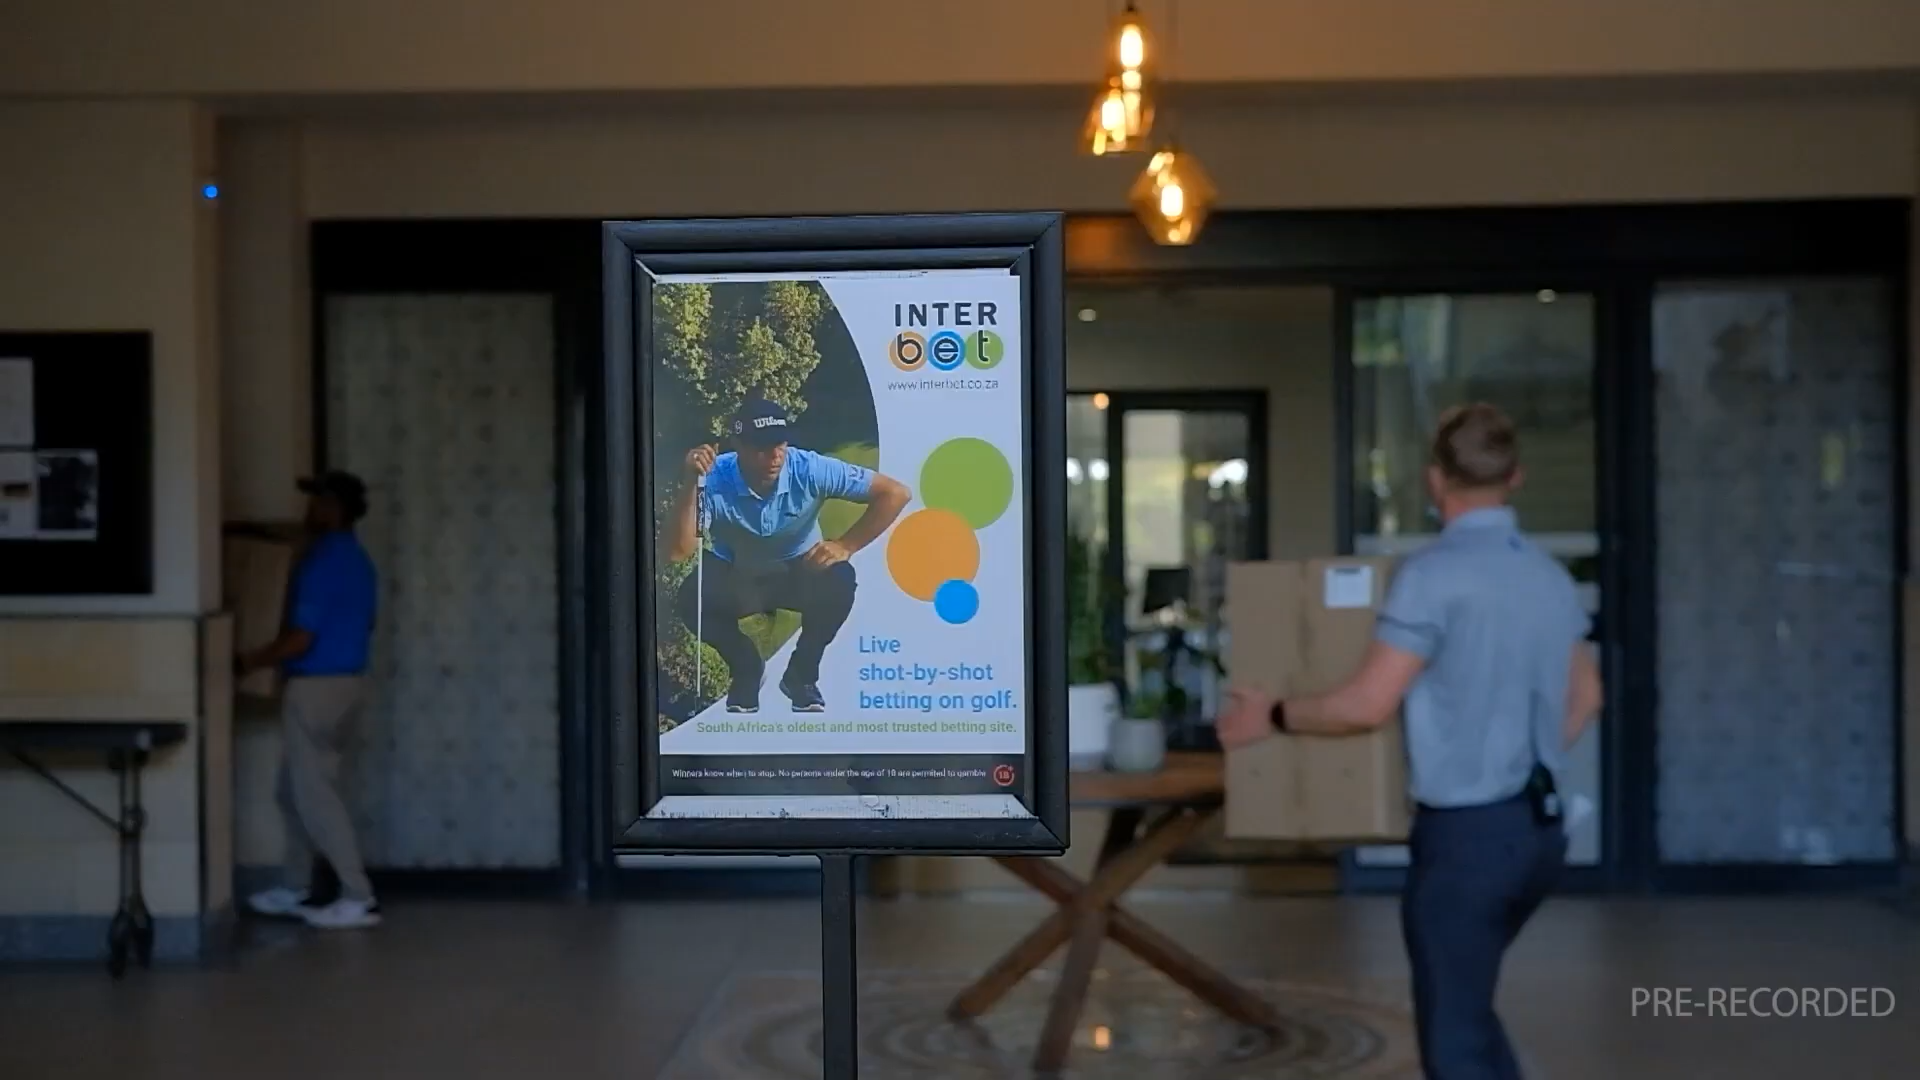 INTER
bet
www.interbet.co.za
Wilson
Live
shot-by-shot
betting on golf.
South Africa's oldest and most trusted betting site.
Winners know when to stop. No persons under the age of 18 are permitted to gamble
18+
PRE-RECORDED